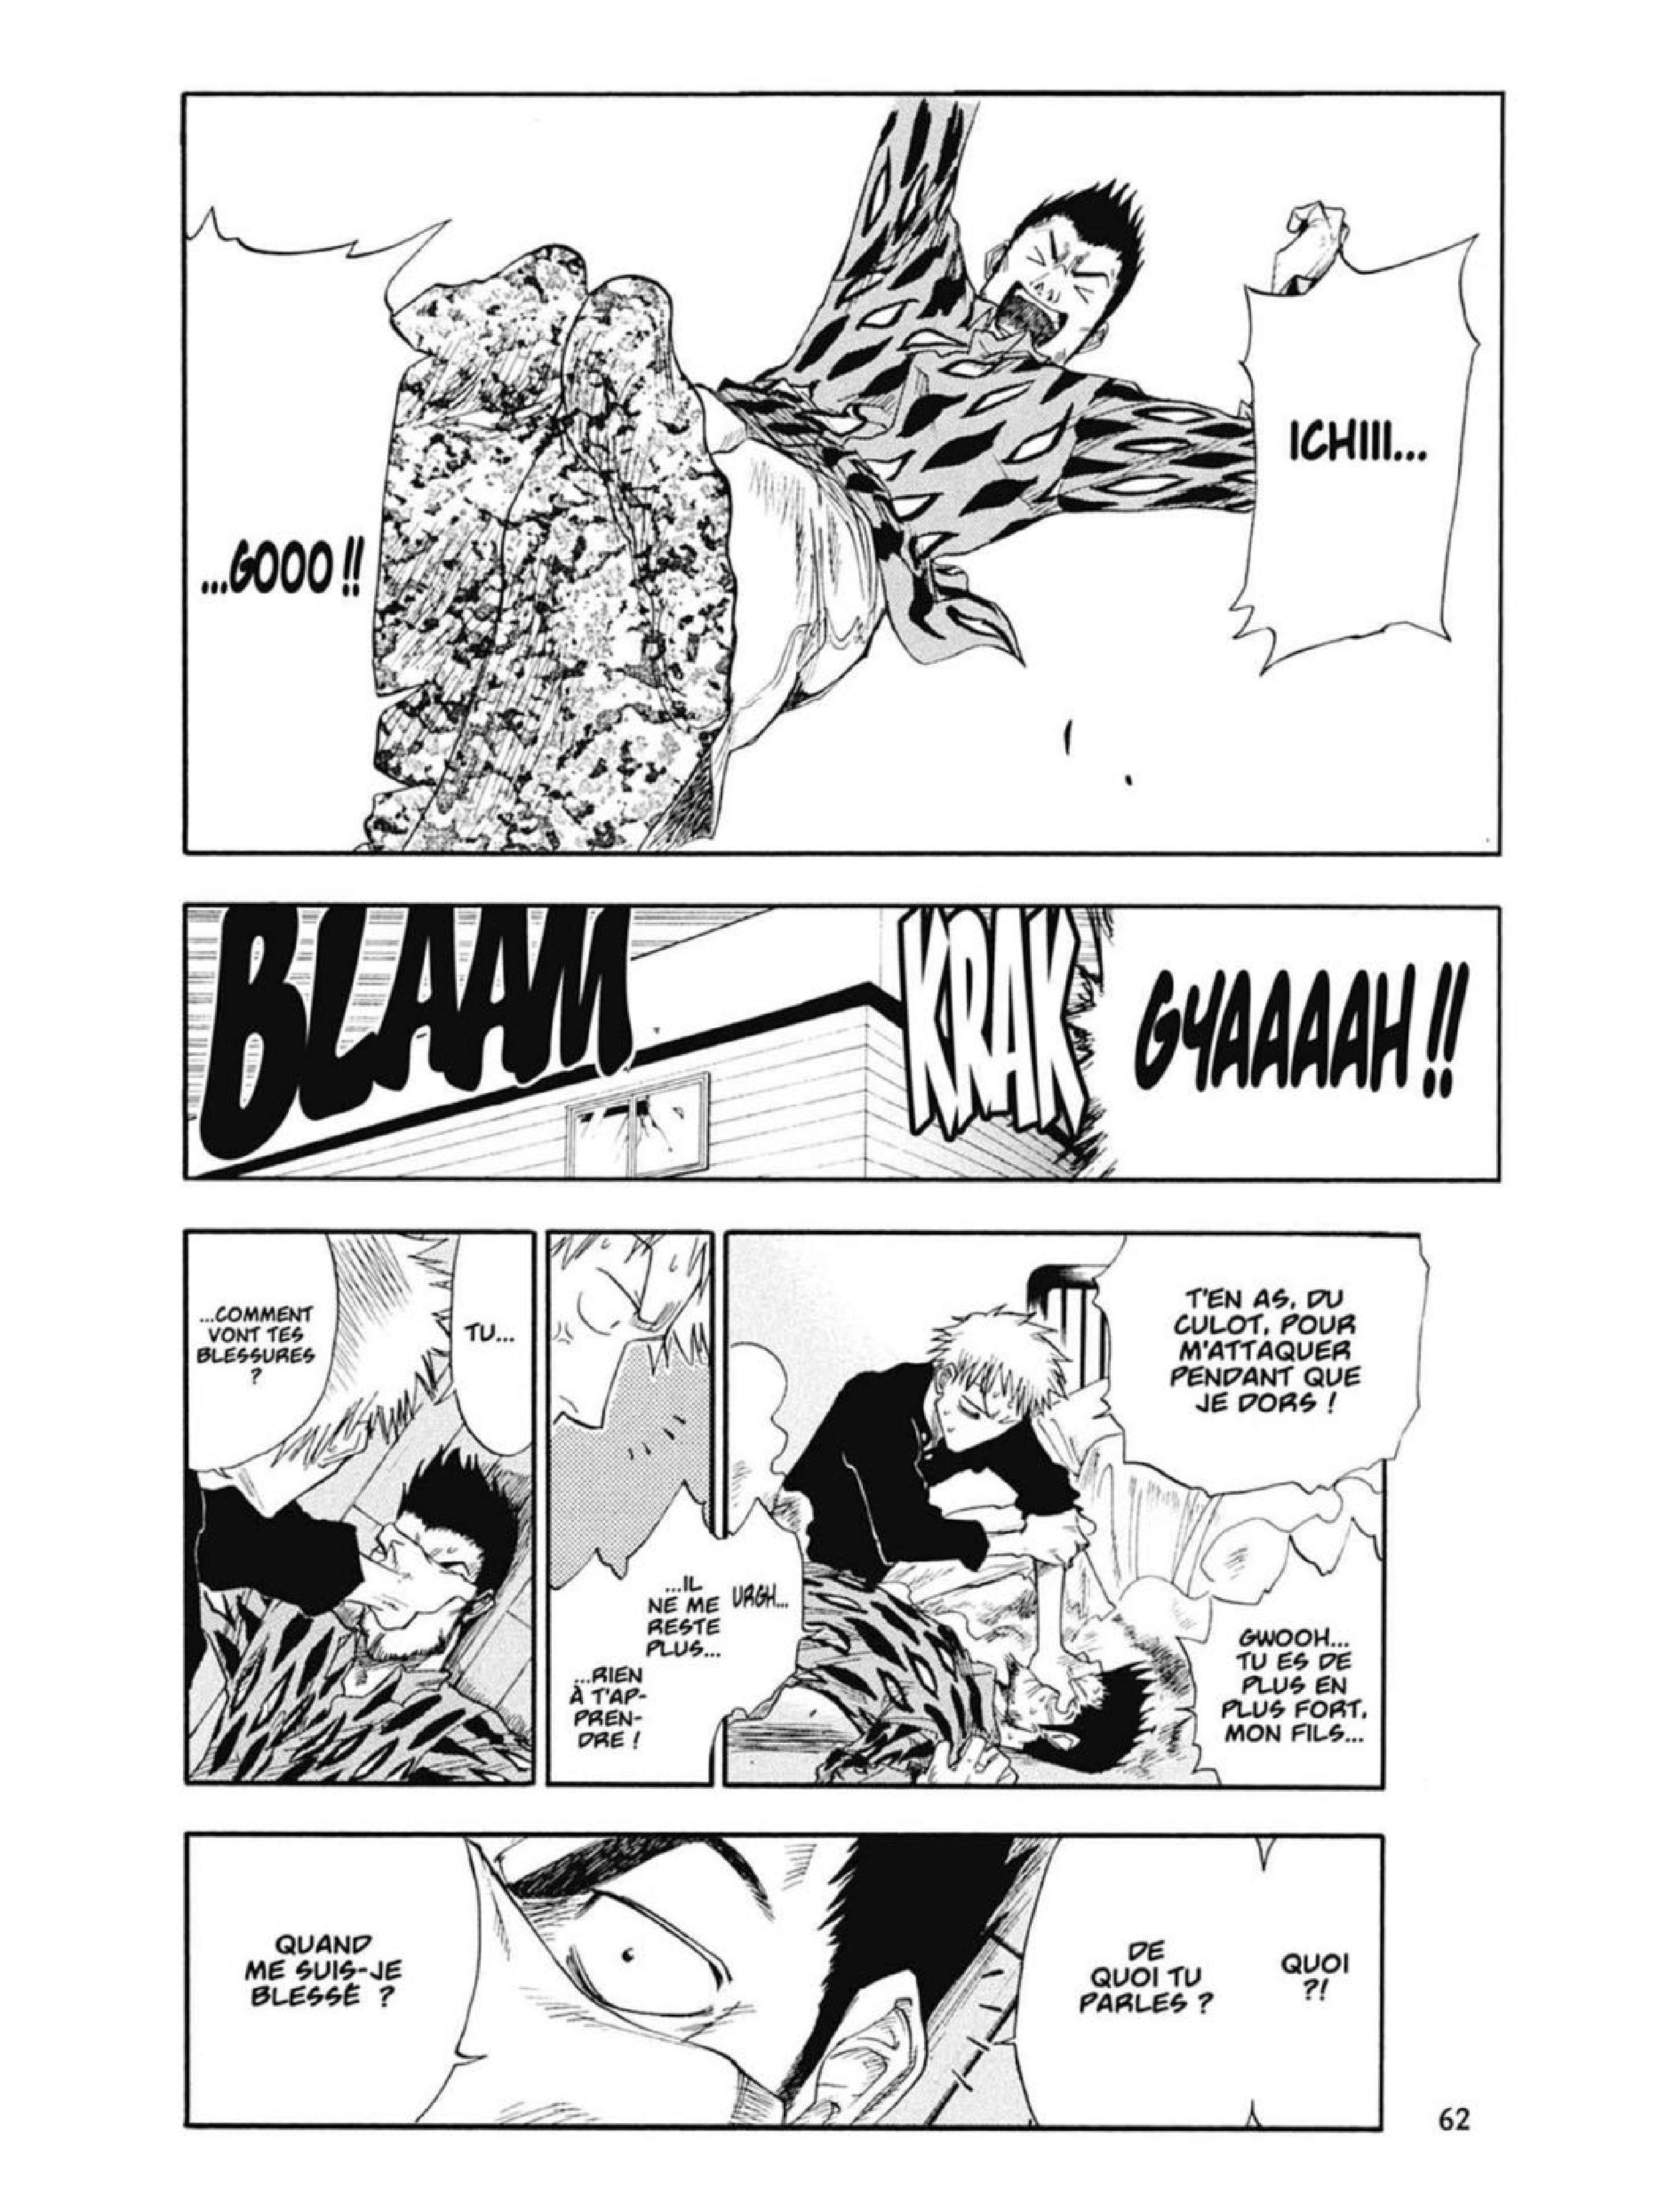 ICHIII...
...GOOO !!
GYAAAAH !!
KRAK
BLAAM
T'EN AS, DU
CULOT, POUR
M'ATTAQUER
PENDANT QUE
JE DORS !
GWOOH...
TU ES DE
PLUS EN
PLUS FORT,
MON FILS...
URGH...
...IL
NE ME
RESTE
PLUS...
...RIEN
À T'AP-
PREN-
DRE !
TU...
...COMMENT
VONT TES
BLESSURES
?
QUOI
?!
DE
QUOI TU
PARLES ?
QUAND
ME SUIS-JE
BLESSÉ ?
62